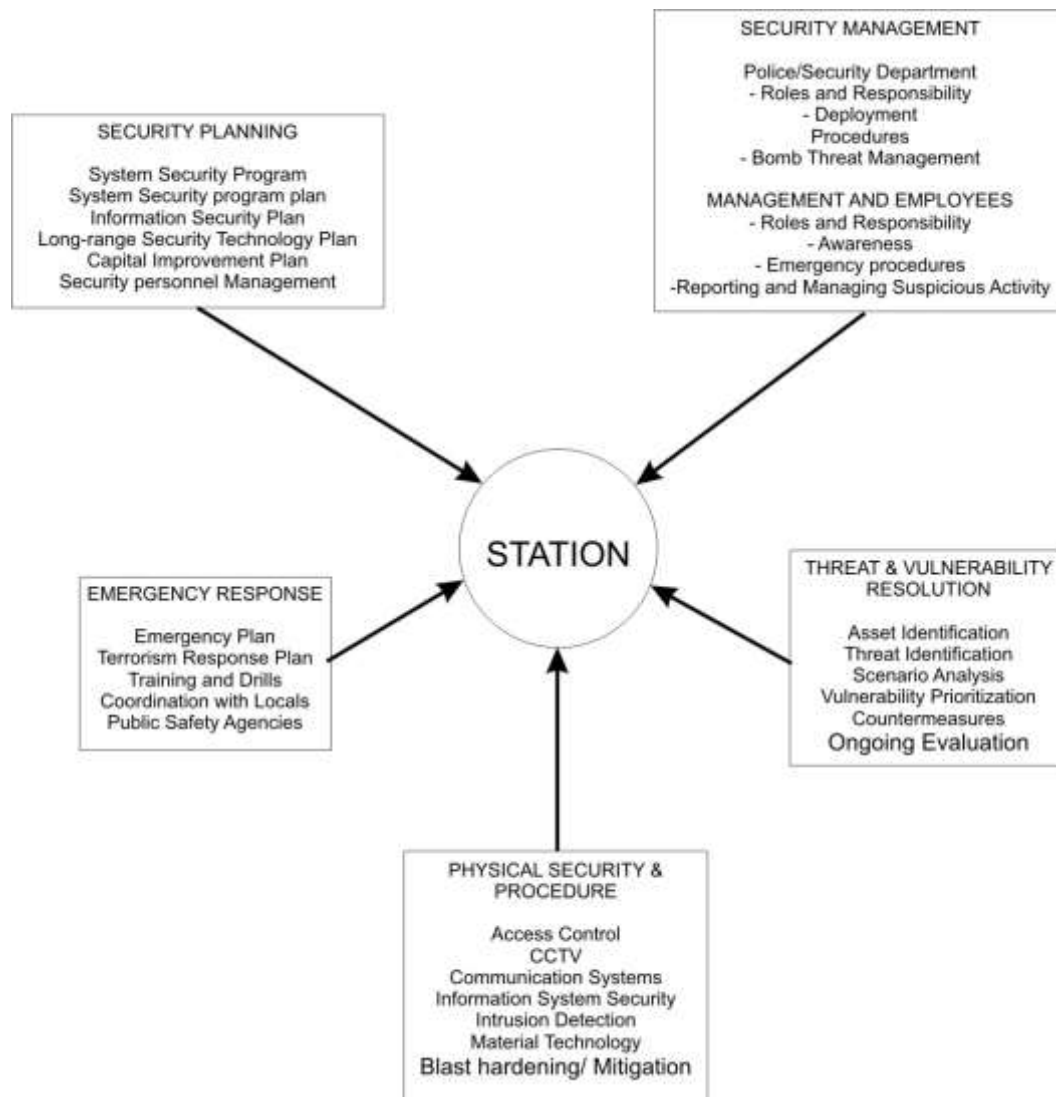 SECURITY MANAGEMENT
Police/Security Department
- Roles and Responsibility
- Deployment
Procedures
- Bomb Threat Management
MANAGEMENT AND EMPLOYEES
- Roles and Responsibility
- Awareness
- Emergency procedures
-Reporting and Managing Suspicious Activity
SECURITY PLANNING
System Security Program
System Security program plan
Information Security Plan
Long-range Security Technology Plan
Capital Improvement Plan
Security personnel Management
STATION
EMERGENCY RESPONSE
Emergency Plan
Terrorism Response Plan
Training and Drills
Coordination with Locals
Public Safety Agencies
THREAT & VULNERABILITY
RESOLUTION
Asset Identification
Threat Identification
Scenario Analysis
Vulnerability Prioritization
Countermeasures
Ongoing Evaluation
PHYSICAL SECURITY &
PROCEDURE
Access Control
CCTV
Communication Systems
Information System Security
Intrusion Detection
Material Technology
Blast hardening/ Mitigation